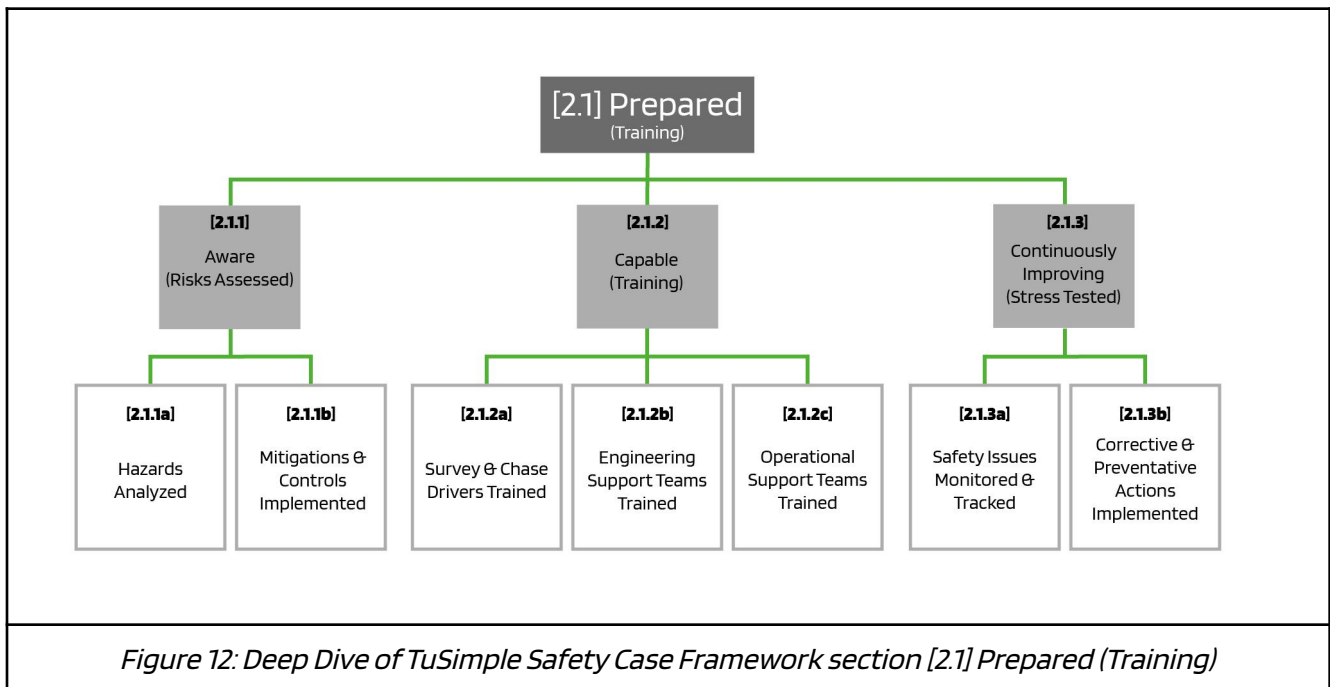 [2.1] Prepared
(Training)
[2.1.1]
Aware
(Risks Assessed)
[2.1.2]
Capable
(Training)
[2.1.3]
Continuously
Improving
(Stress Tested)
[2.1.1a]
Hazards
Analyzed
[2.1.1b]
Mitigations &
Controls
Implemented
[2.1.2a]
Survey & Chase
Drivers Trained
[2.1.2b]
Engineering
Support Teams
Trained
[2.1.2c]
Operational
Support Teams
Trained
[2.1.3a]
Safety Issues
Monitored &
Tracked
[2.1.3b]
Corrective &
Preventative
Actions
Implemented
Figure 12: Deep Dive of TuSimple Safety Case Framework section [2.1] Prepared (Training)